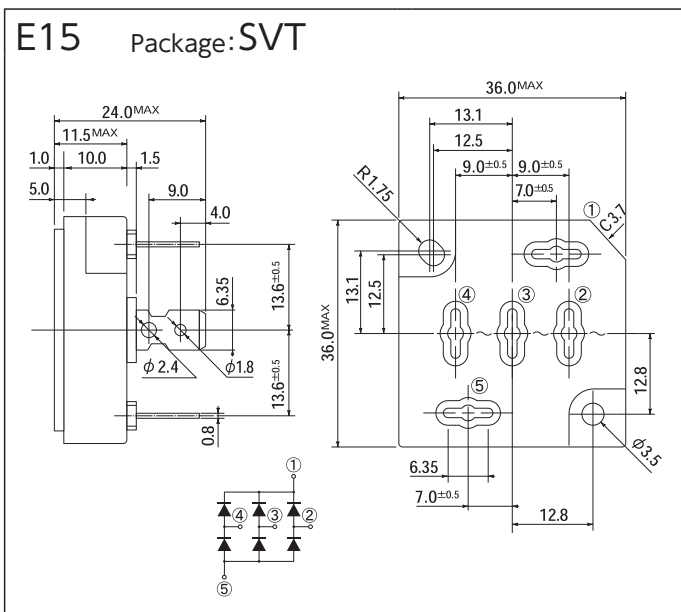 E15 Package:SVT
24.0MAX
11.5MAX
1.0 10.0 1.5
5.0 9.0
4.0
13.6±0.5
6.35
φ2.4 φ1.8
13.6±0.5
0.8
①
④ ③ ②
⑤
36.0MAX
13.1
12.5
9.0±0.5 9.0±0.5
7.0±0.5
R1.75
① C3.7
13.1
12.5
36.0MAX
④ ~ ③ ~ ②
12.8
⑤
φ3.5
6.35
7.0±0.5
12.8